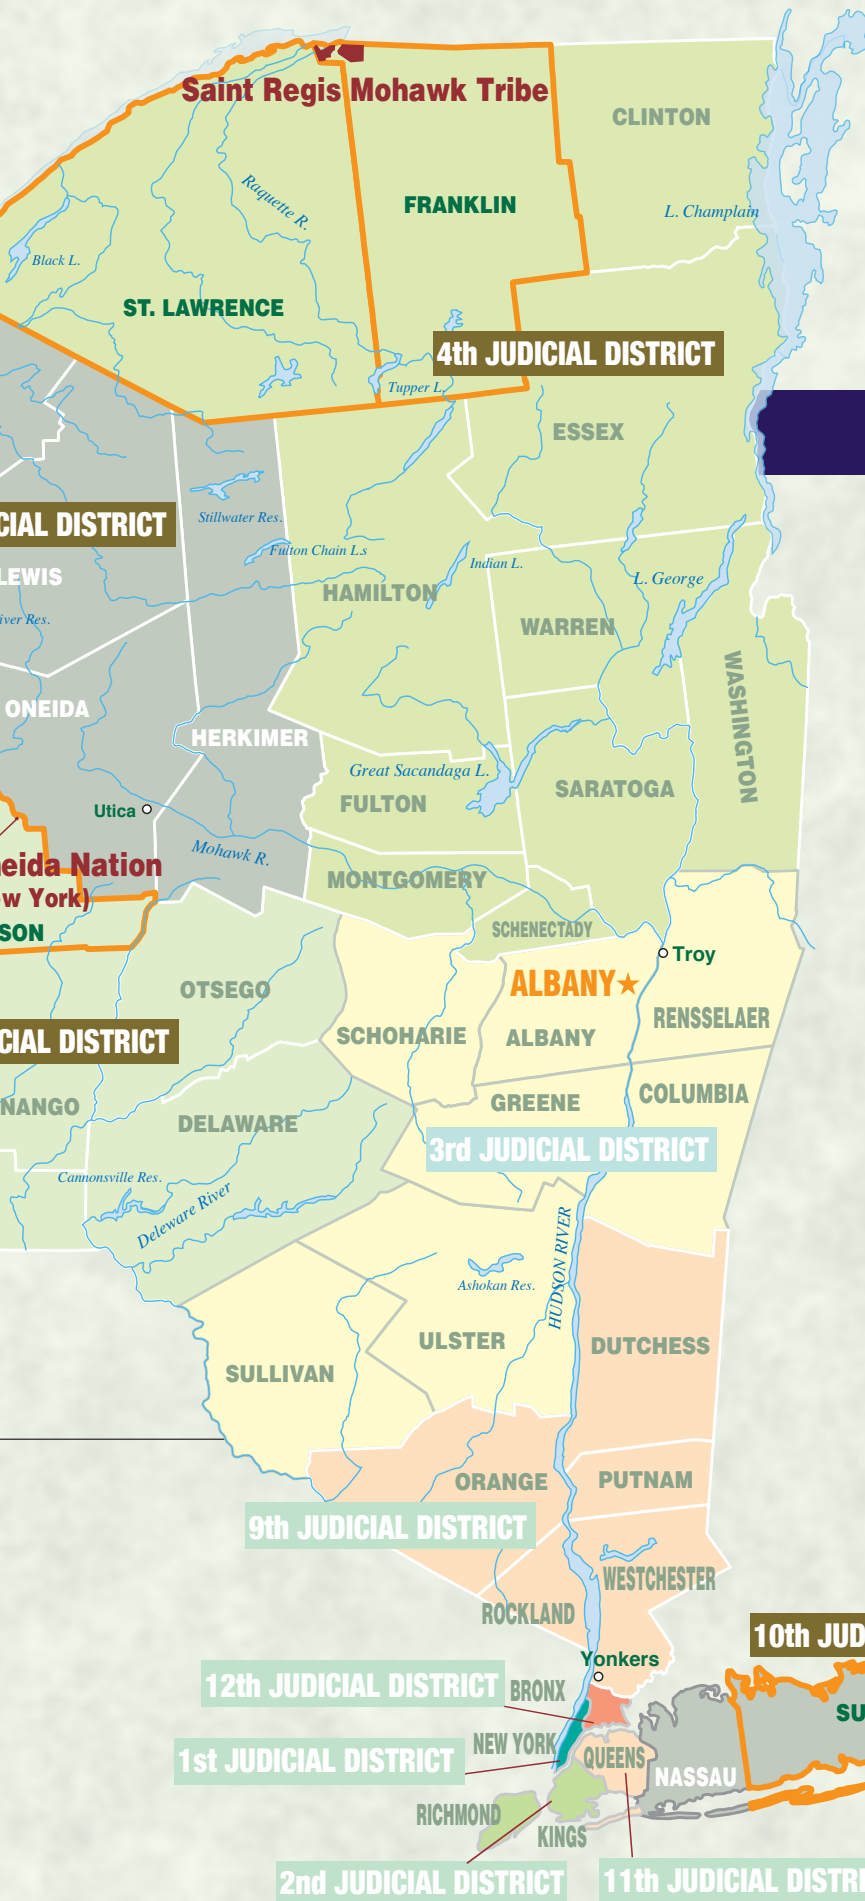 Saint Regis Mohawk Tribe
CLINTON
Raquette R.
FRANKLIN
L. Champlain
Black L.
ST. LAWRENCE
4th JUDICIAL DISTRICT
Tupper L.
ESSEX
CIAL DISTRICT
Stillwater Res.
Fulton Chain L.s
Indian L.
LEWIS
HAMILTON
L. George
iver Res.
WARREN
WASHINGTON
ONEIDA
HERKIMER
Great Sacandaga L.
SARATOGA
FULTON
Utica
Mohawk R.
eida Nation
w York)
MONTGOMERY
SON
SCHENECTADY
Troy
ALBANY
OTSEGO
RENSSELAER
SCHOHARIE
ALBANY
CIAL DISTRICT
COLUMBIA
NANGO
GREENE
DELAWARE
3rd JUDICIAL DISTRICT
Cannonsville Res.
Deleware River
HUDSON RIVER
Ashokan Res.
ULSTER
DUTCHESS
SULLIVAN
ORANGE
PUTNAM
9th JUDICIAL DISTRICT
WESTCHESTER
ROCKLAND
10th JUD
Yonkers
12th JUDICIAL DISTRICT
BRONX
SU
NEW YORK
1st JUDICIAL DISTRICT
QUEENS
NASSAU
RICHMOND
KINGS
2nd JUDICIAL DISTRICT
11th JUDICIAL DISTRI